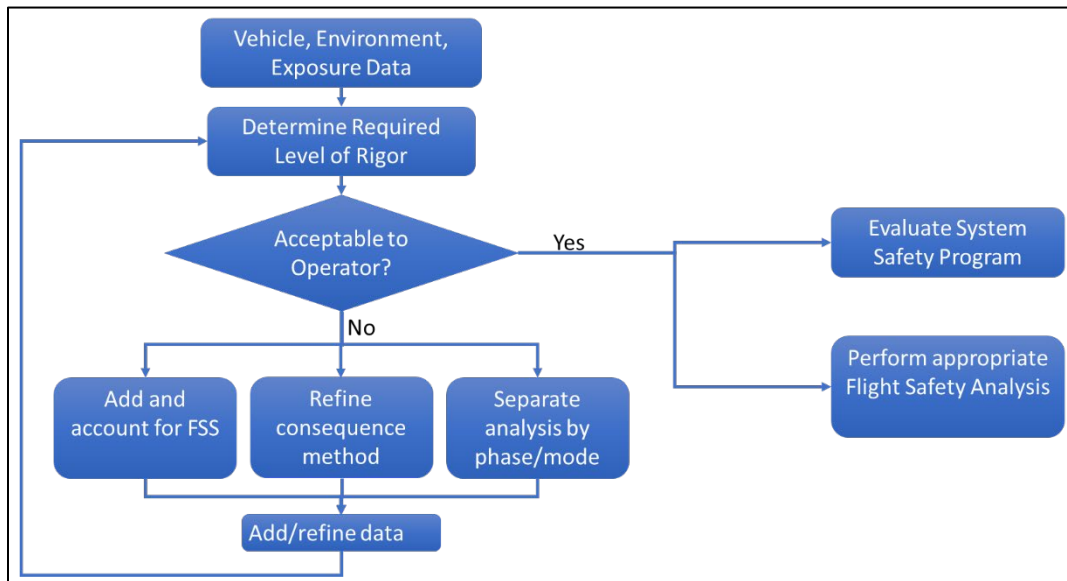 Vehicle, Environment,
Exposure Data
Determine Required
Level of Rigor
Acceptable to
Operator?
Yes
Evaluate System
Safety Program
Perform appropriate
Flight Safety Analysis
No
Add and
account for FSS
Refine
consequence
method
Separate
analysis by
phase/mode
Add/refine data